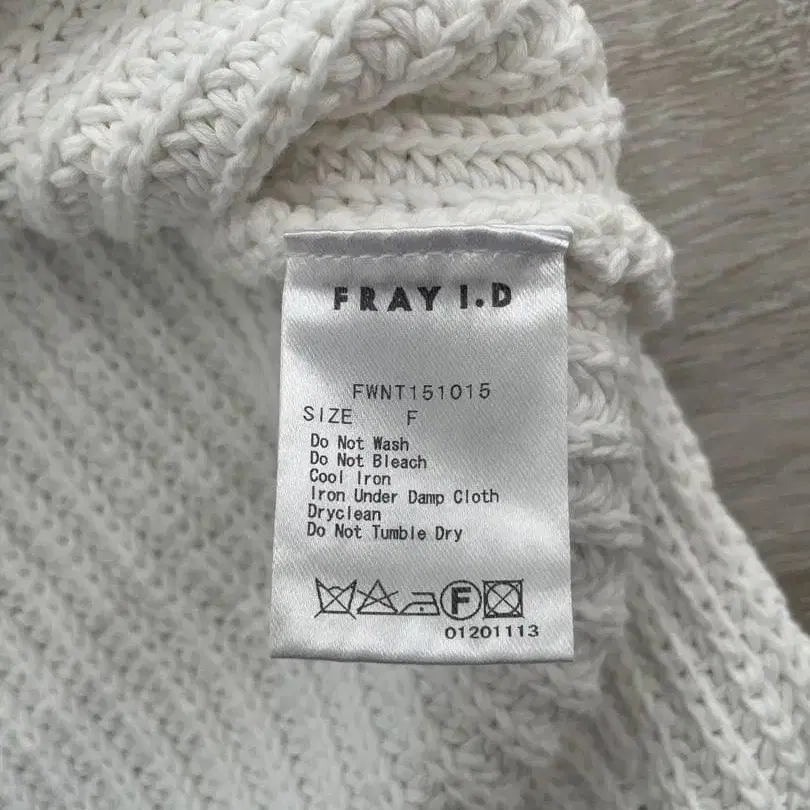 FRAY I.D
FWNT151015
SIZE F
Do Not Wash
Do Not Bleach
Cool Iron
Iron Under Damp Cloth
Dryclean
Do Not Tumble Dry
F
01201113